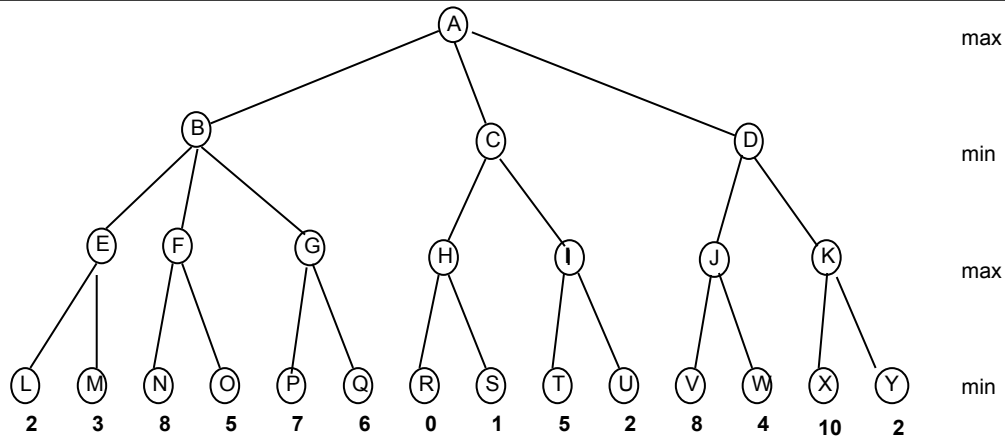 A max
B C D min
E F G H I J K max
L M N O P Q R S T U V W X Y min
2 3 8 5 7 6 0 1 5 2 8 4 10 2